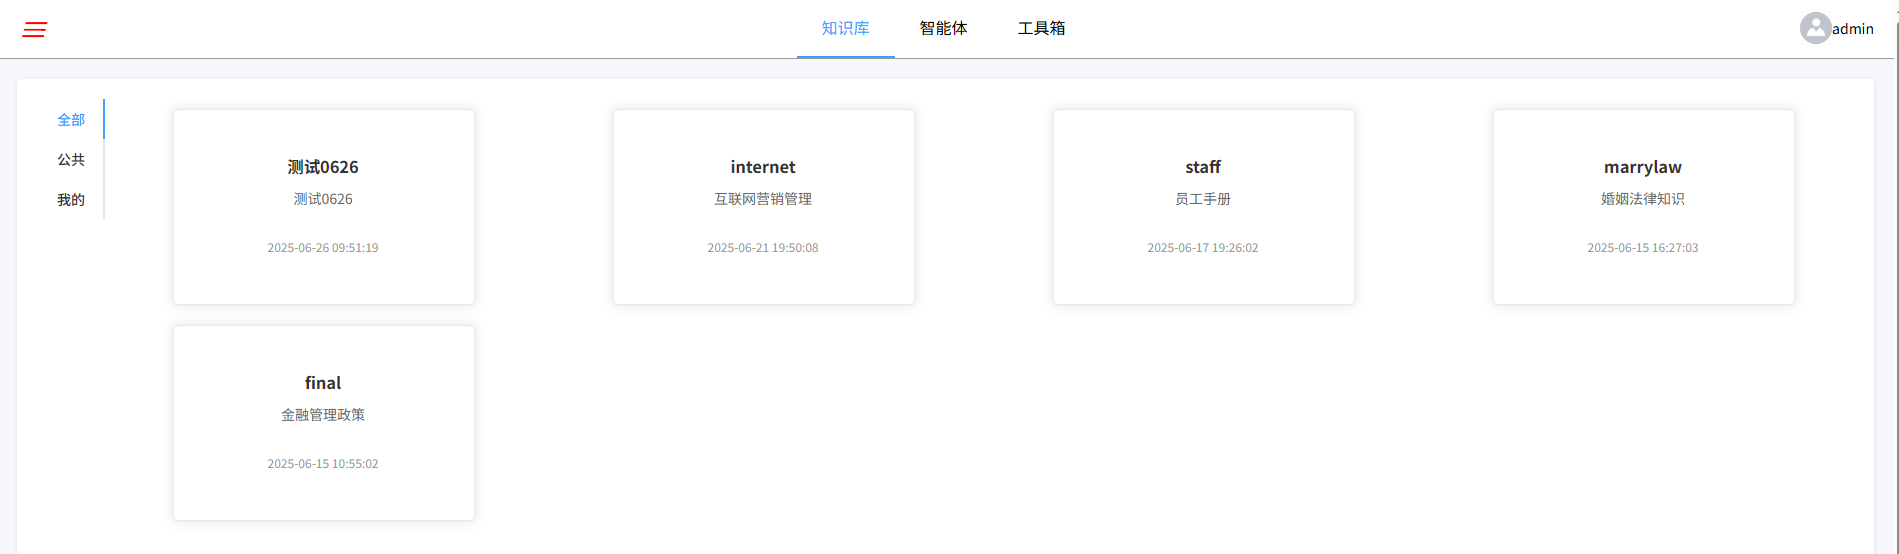 知识库
智能体
工具箱
admin
全部
公共
我的
测试0626
测试0626
2025-06-26 09:51:19
internet
互联网营销管理
2025-06-21 19:50:08
staff
员工手册
2025-06-17 19:26:02
marrylaw
婚姻法律知识
2025-06-15 16:27:03
final
金融管理政策
2025-06-15 10:55:02